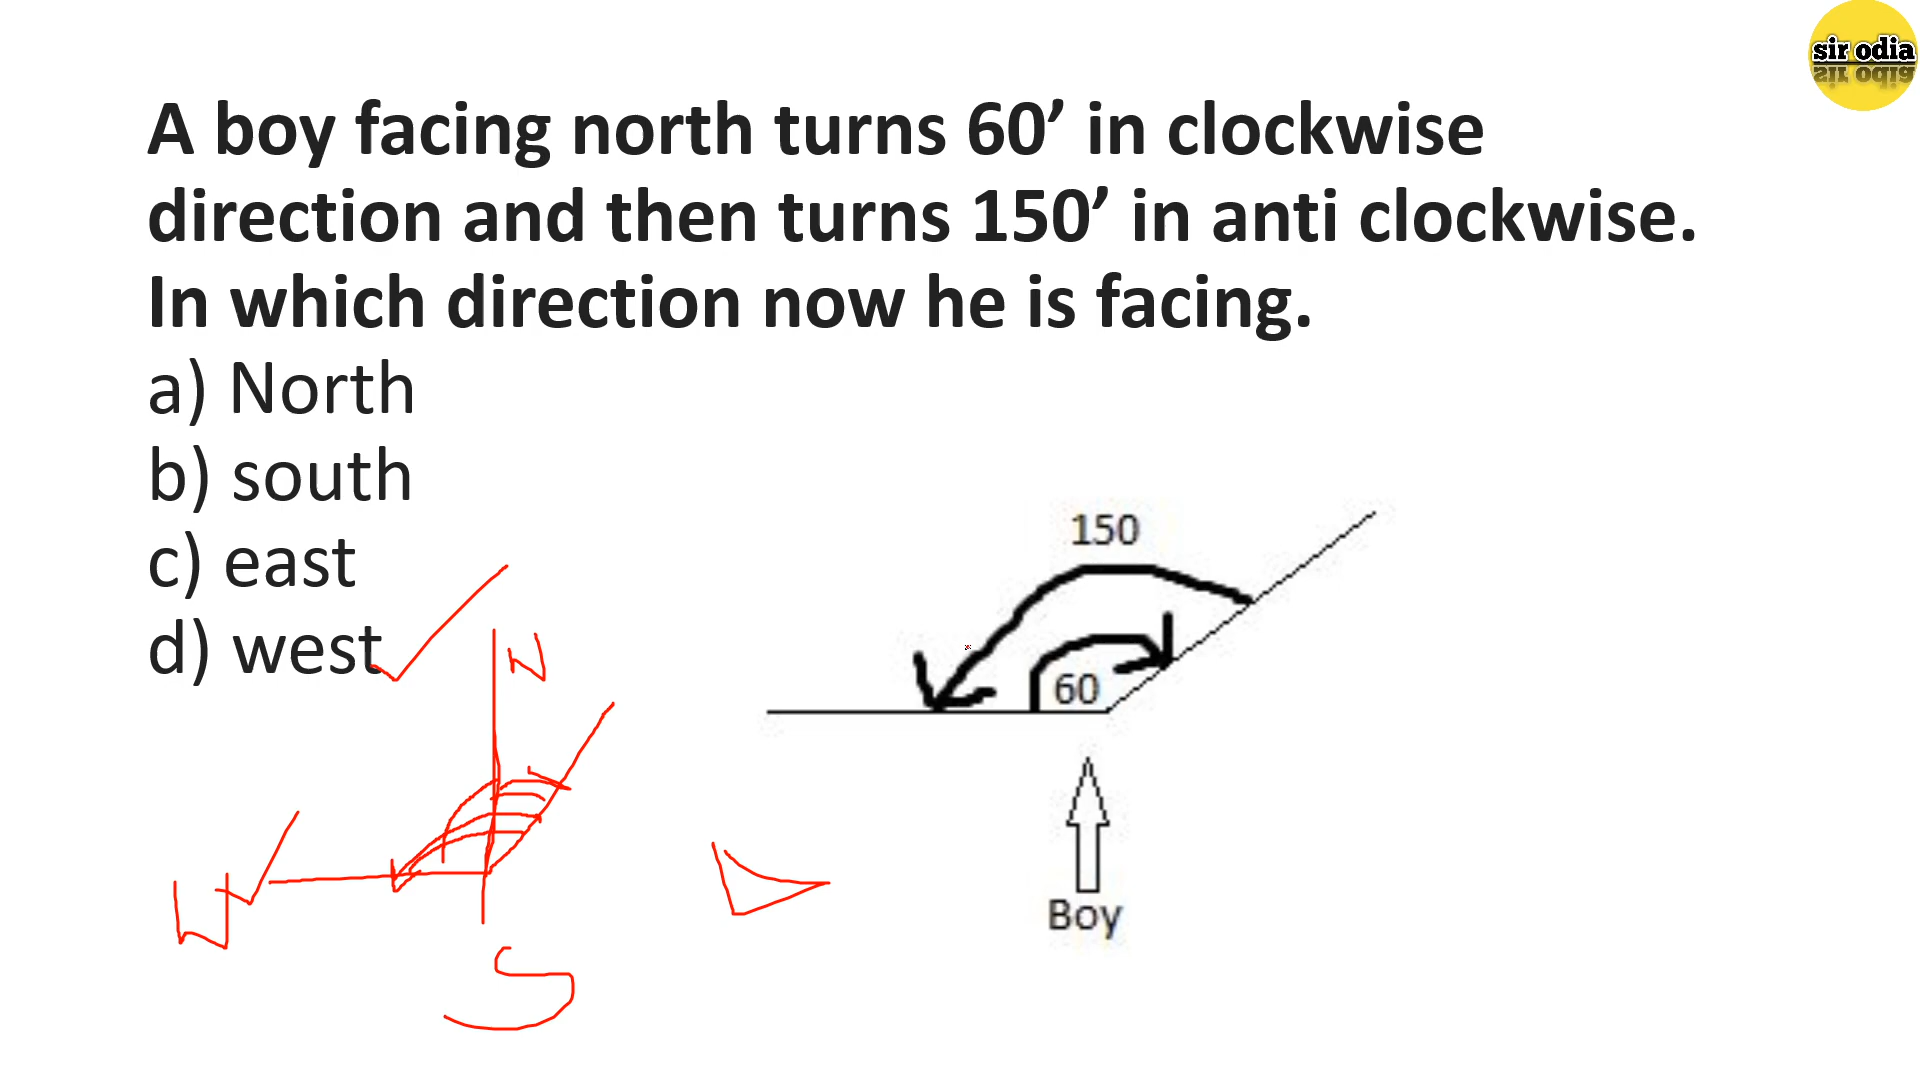 sir odia
A boy facing north turns 60’ in clockwise
direction and then turns 150’ in anti clockwise.
In which direction now he is facing.
a) North
b) south
c) east
d) west
150
60
Boy
N
W
S